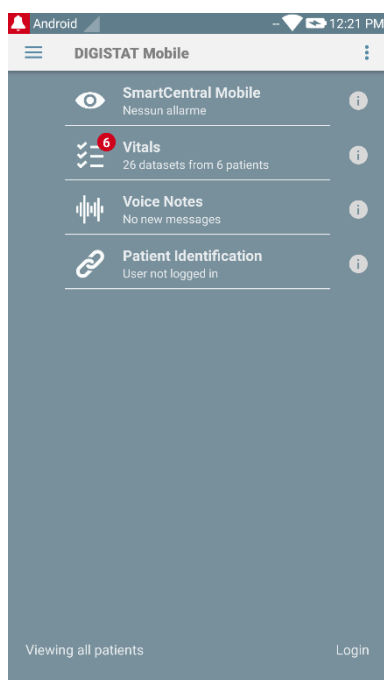 Android -- 12:21 PM
DIGISTAT Mobile
SmartCentral Mobile
Nessun allarme
6
Vitals
26 datasets from 6 patients
Voice Notes
No new messages
Patient Identification
User not logged in
Viewing all patients Login